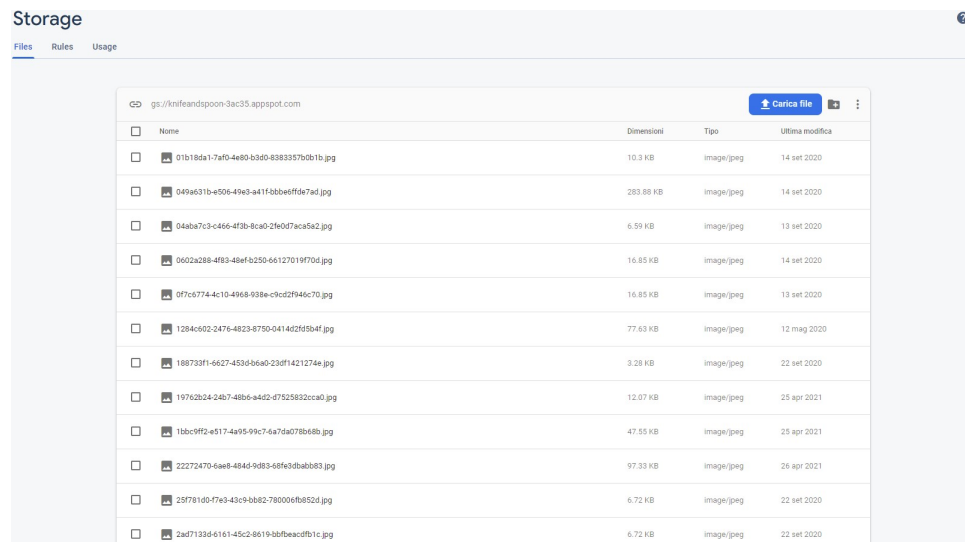 Storage
Files Rules Usage
gs://knifeandspoon-3ac35.appspot.com Carica file
Nome Dimensioni Tipo Ultima modifica
01b18da1-7af0-4e80-b3d0-8383357b0b1b.jpg 10.3 KB image/jpeg 14 set 2020
049a631b-e506-49e3-a41f-bbbe6ffde7ad.jpg 283.88 KB image/jpeg 14 set 2020
04aba7c3-c466-4f3b-8ca0-2fe0d7aca5a2.jpg 6.59 KB image/jpeg 13 set 2020
0602a288-4f83-48ef-b250-66127019f70d.jpg 16.85 KB image/jpeg 14 set 2020
0f7c6774-4c10-4968-938e-c9cd2f946c70.jpg 16.85 KB image/jpeg 13 set 2020
1284c602-2476-4823-8750-0414d2fd5b4f.jpg 77.63 KB image/jpeg 12 mag 2020
188733f1-6627-453d-b6a0-23df1421274e.jpg 3.28 KB image/jpeg 22 set 2020
19762b24-24b7-48b6-a4d2-d7525832cca0.jpg 12.07 KB image/jpeg 25 apr 2021
1bbc9ff2-e517-4a95-99c7-6a7da078b68b.jpg 47.55 KB image/jpeg 25 apr 2021
22272470-6ae8-484d-9d83-68fe3dbabb83.jpg 97.33 KB image/jpeg 26 apr 2021
25f781d0-f7e3-43c9-bb82-780006fb852d.jpg 6.72 KB image/jpeg 22 set 2020
2ad7133d-6161-45c2-8619-bbfbeacdfb1c.jpg 6.72 KB image/jpeg 22 set 2020